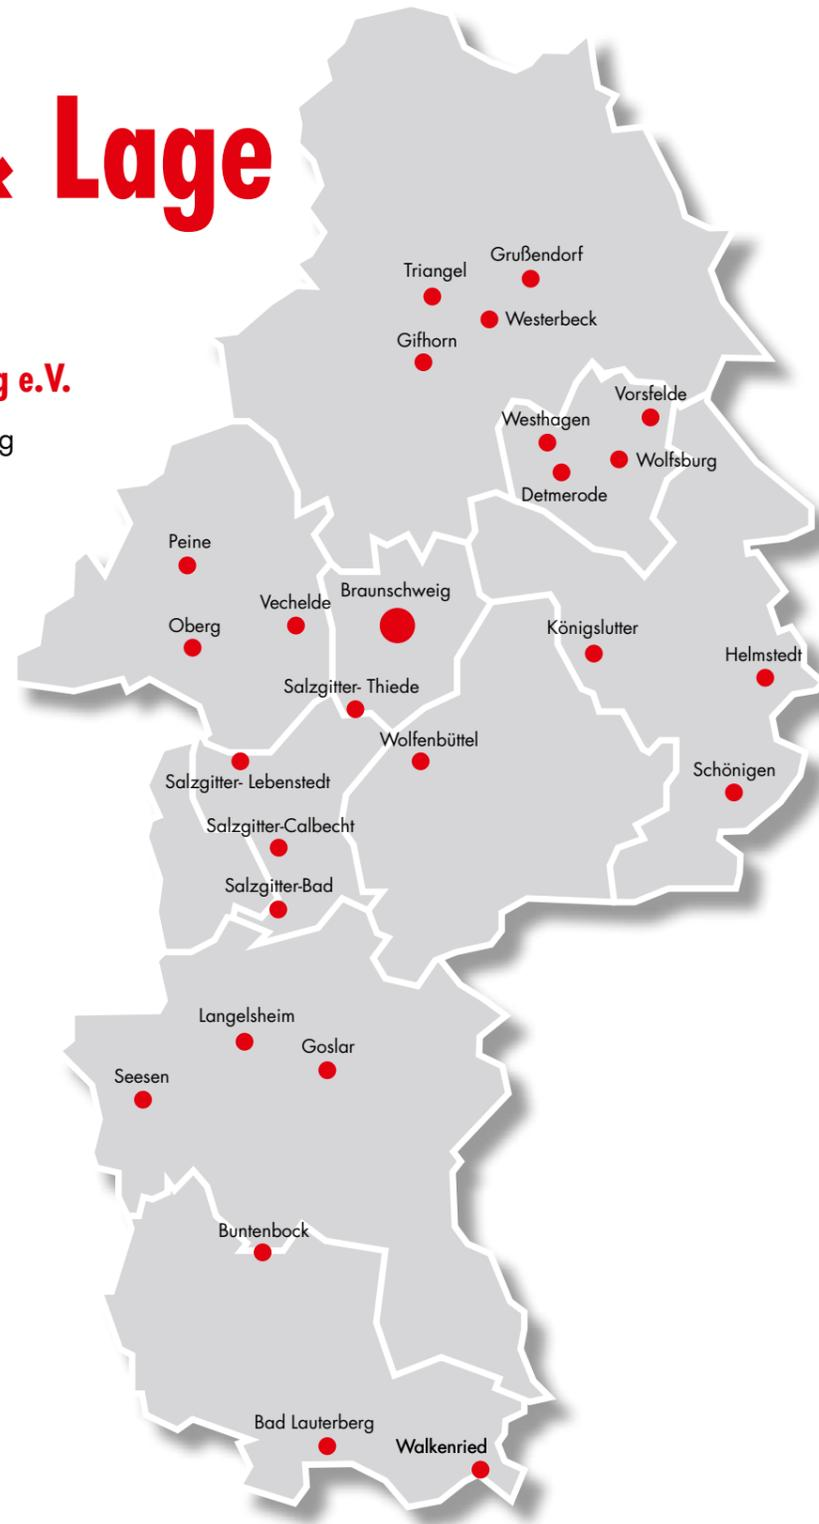 & Lage
Grußendorf
Triangel
Westerbeck
Gifhorn
g e.V.
Vorsfelde
Westhagen
g
Wolfsburg
Detmerode
Peine
Braunschweig
Vechelde
Oberg
Königslutter
Helmstedt
Salzgitter- Thiede
Wolfenbüttel
Schönigen
Salzgitter- Lebenstedt
Salzgitter-Calbecht
Salzgitter-Bad
Langelsheim
Goslar
Seesen
Buntenbock
Bad Lauterberg
Walkenried